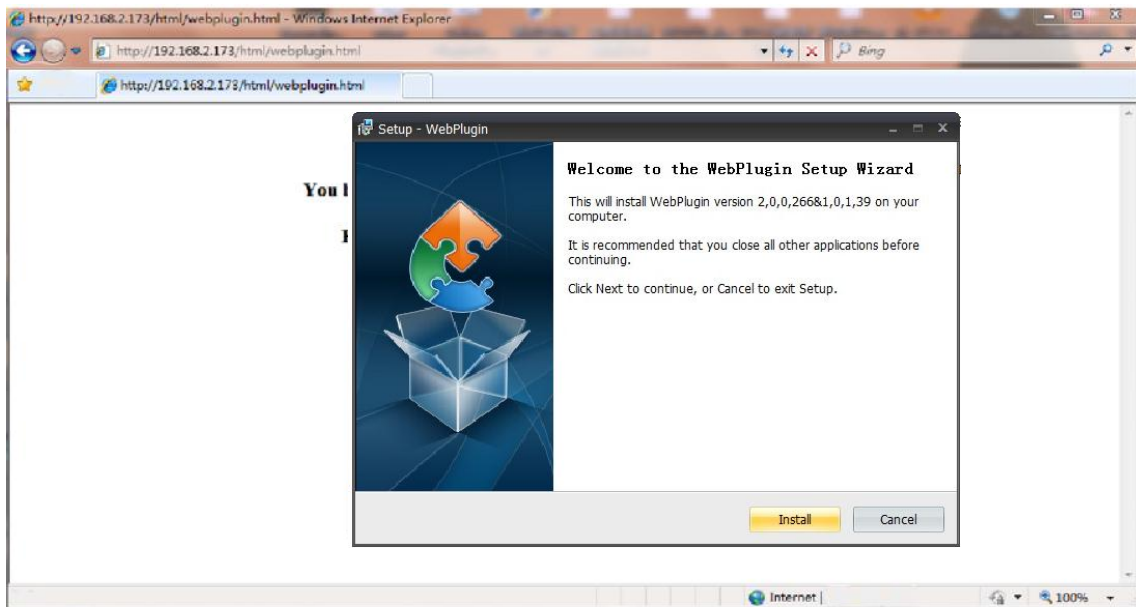 http://192.168.2.173/html/webplugin.html - Windows Internet Explorer
http://192.168.2.173/html/webplugin.html
Bing
http://192.168.2.173/html/webplugin.html
Setup - WebPlugin
You
Welcome to the WebPlugin Setup Wizard
This will install WebPlugin version 2,0,0,266&1,0,1,39 on your
computer.
It is recommended that you close all other applications before
continuing.
Click Next to continue, or Cancel to exit Setup.
Install
Cancel
Internet
100%